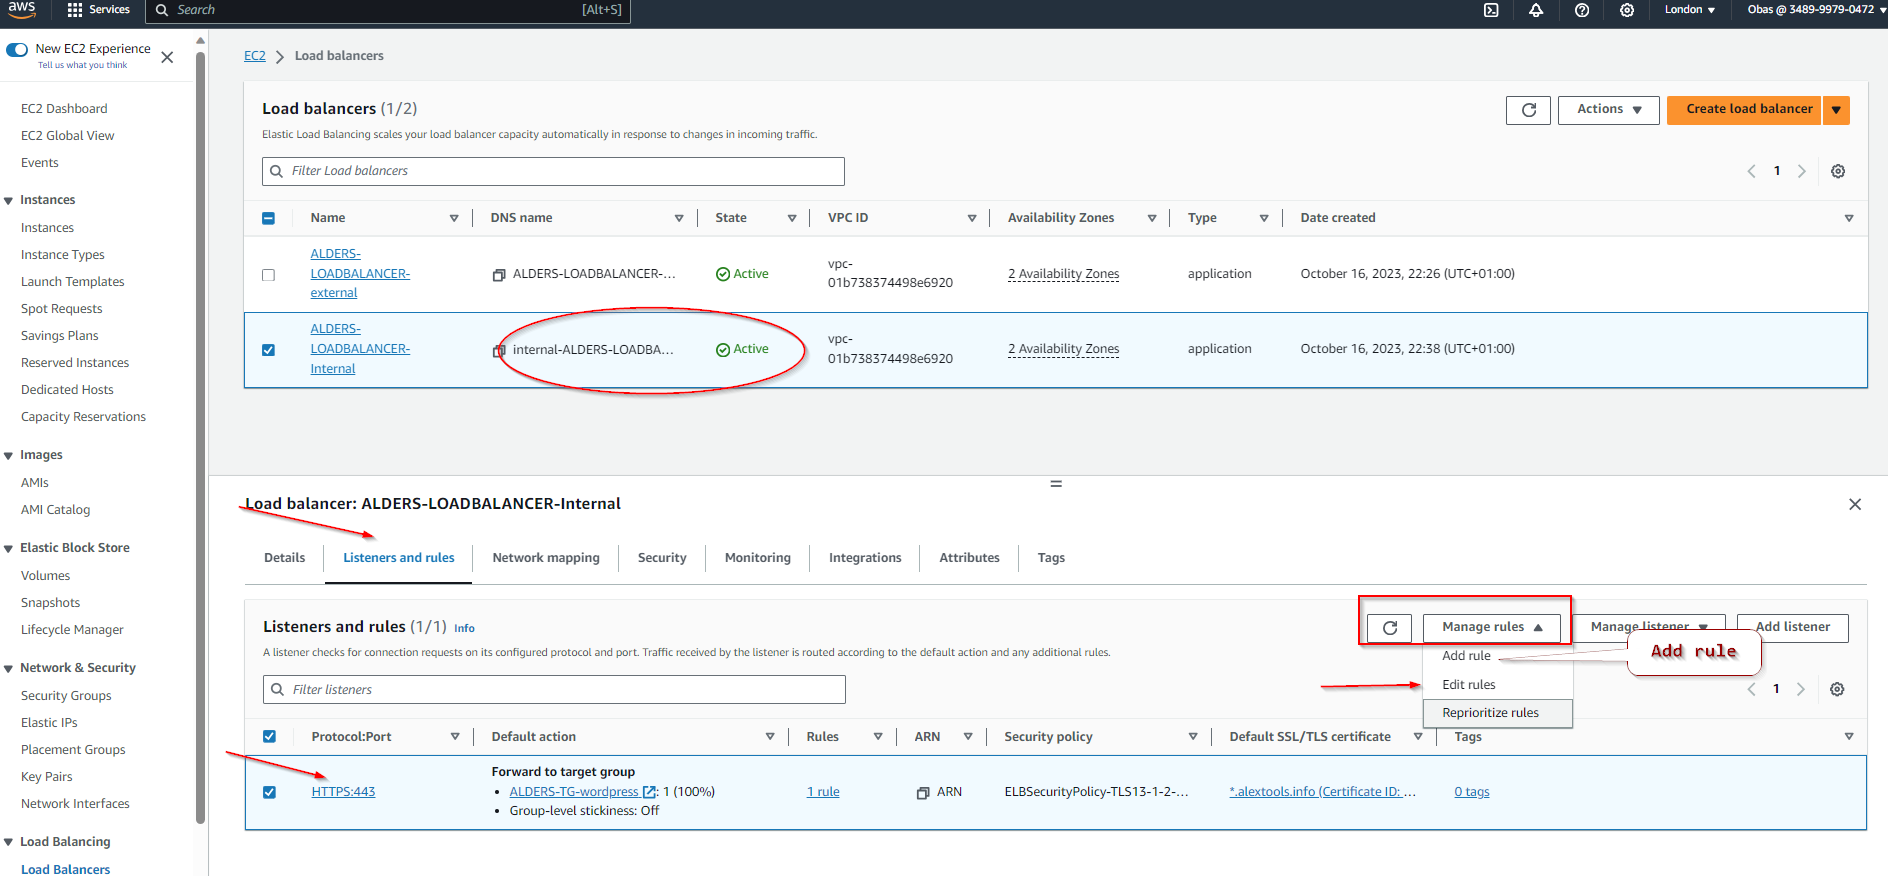 aws
Services
Search
[Alt+S]
London
Obas @ 3489-9979-0472
New EC2 Experience
Tell us what you think
EC2 Dashboard
EC2 Global View
Events
Instances
Instances
Instance Types
Launch Templates
Spot Requests
Savings Plans
Reserved Instances
Dedicated Hosts
Capacity Reservations
Images
AMIs
AMI Catalog
Elastic Block Store
Volumes
Snapshots
Lifecycle Manager
Network & Security
Security Groups
Elastic IPs
Placement Groups
Key Pairs
Network Interfaces
Load Balancing
Load Balancers
EC2
Load balancers
Load balancers (1/2)
Elastic Load Balancing scales your load balancer capacity automatically in response to changes in incoming traffic.
Actions
Create load balancer
Filter Load balancers
1
Name
DNS name
State
VPC ID
Availability Zones
Type
Date created
ALDERS-
LOADBALANCER-
external
ALDERS-LOADBALANCER-...
Active
vpc-
01b738374498e6920
2 Availability Zones
application
October 16, 2023, 22:26 (UTC+01:00)
ALDERS-
LOADBALANCER-
Internal
internal-ALDERS-LOADBA...
Active
vpc-
01b738374498e6920
2 Availability Zones
application
October 16, 2023, 22:38 (UTC+01:00)
Load balancer: ALDERS-LOADBALANCER-Internal
Details
Listeners and rules
Network mapping
Security
Monitoring
Integrations
Attributes
Tags
Listeners and rules (1/1) Info
A listener checks for connection requests on its configured protocol and port. Traffic received by the listener is routed according to the default action and any additional rules.
Manage rules
Manage listener
Add listener
Add rule
Edit rules
Reprioritize rules
Add rule
Filter listeners
1
Protocol:Port
Default action
Rules
ARN
Security policy
Default SSL/TLS certificate
Tags
HTTPS:443
Forward to target group
ALDERS-TG-wordpress : 1 (100%)
Group-level stickiness: Off
1 rule
ARN
ELBSecurityPolicy-TLS13-1-2-...
*.alextools.info (Certificate ID: ...
0 tags